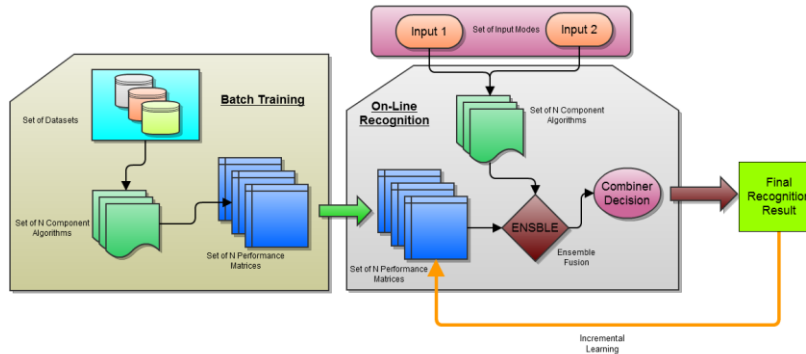 Input 1
Set of Input Modes
Input 2
Batch Training
Set of Datasets
Set of N Component
Algorithms
Set of N Performance
Matrices
On-Line
Recognition
Set of N Component
Algorithms
Set of N Performance
Matrices
ENSBLE
Ensemble
Fusion
Combiner
Decision
Final
Recognition
Result
Incremental
Learning